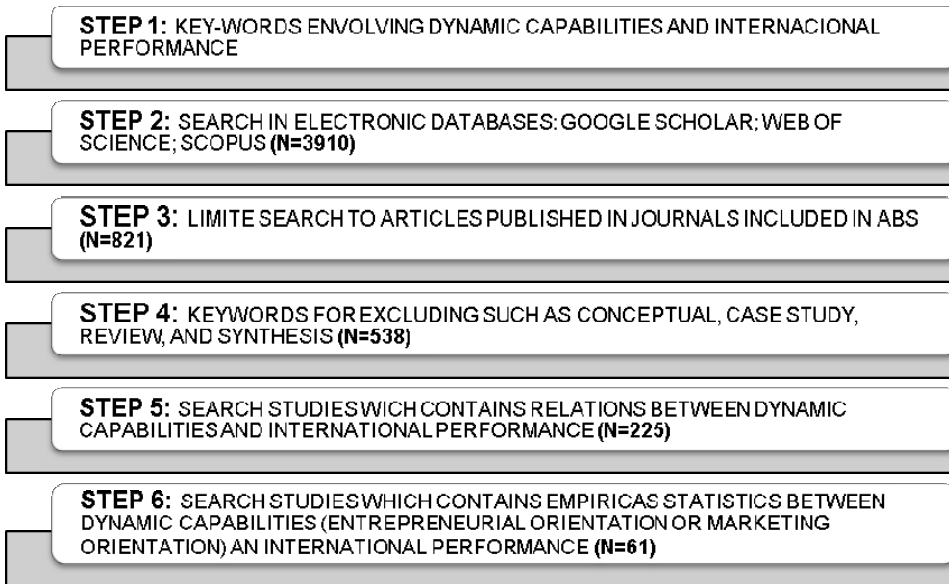 STEP 1: KEY-WORDS ENVOLVING DYNAMIC CAPABILITIES AND INTERNACIONAL
PERFORMANCE
STEP 2: SEARCH IN ELECTRONIC DATABASES: GOOGLE SCHOLAR; WEB OF
SCIENCE; SCOPUS (N=3910)
STEP 3: LIMITE SEARCH TO ARTICLES PUBLISHED IN JOURNALS INCLUDED IN ABS
(N=821)
STEP 4: KEYWORDS FOR EXCLUDING SUCH AS CONCEPTUAL, CASE STUDY,
REVIEW, AND SYNTHESIS (N=538)
STEP 5: SEARCH STUDIES WICH CONTAINS RELATIONS BETWEEN DYNAMIC
CAPABILITIES AND INTERNATIONAL PERFORMANCE (N=225)
STEP 6: SEARCH STUDIES WHICH CONTAINS EMPIRICAS STATISTICS BETWEEN
DYNAMIC CAPABILITIES (ENTREPRENEURIAL ORIENTATION OR MARKETING
ORIENTATION) AN INTERNATIONAL PERFORMANCE (N=61)